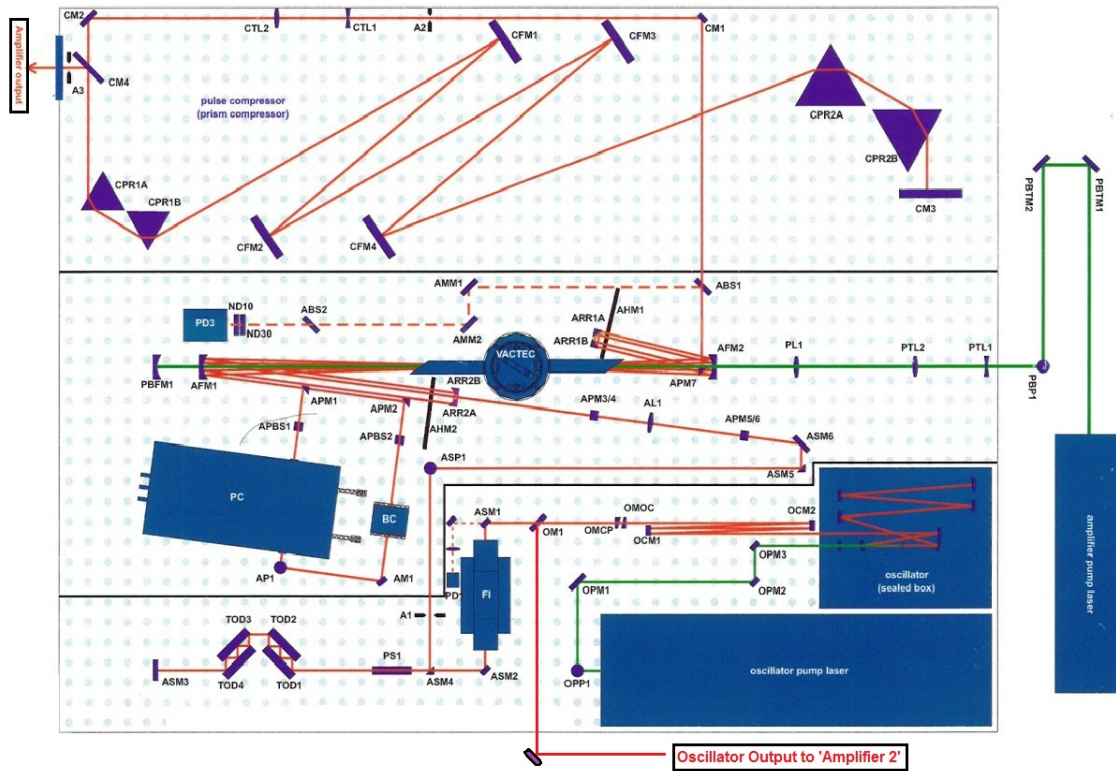 CM2
CTL2
CTL1
A2
CM1
CFM1
CFM3
Amplifier output
A3
CM4
pulse compressor
(prism compressor)
CPR2A
CPR2B
CM3
CPR1A
CPR1B
CFM2
CFM4
PBTM2
PBTM1
AMM1
ABS1
ND10
ABS2
PD3
ND30
AMM2
AHM1
ARR1A
ARR1B
VACTEC
AFM2
PL1
PTL2
PTL1
PBP1
PBFM1
AFM1
APM7
ARR2B
ARR2A
APM1
APM2
APM3/4
AL1
APM5/6
APBS1
APBS2
AHM2
ASM6
ASP1
ASM5
PC
BC
ASM1
OM1
OMOC
OMCP
OCM2
OCM1
OPM3
amplifier pump laser
oscillator
(sealed box)
AP1
AM1
PD1
FI
OPM1
OPM2
A1
TOD3
TOD2
PS1
oscillator pump laser
ASM3
TOD4
TOD1
ASM4
ASM2
OPP1
Oscillator Output to 'Amplifier 2'